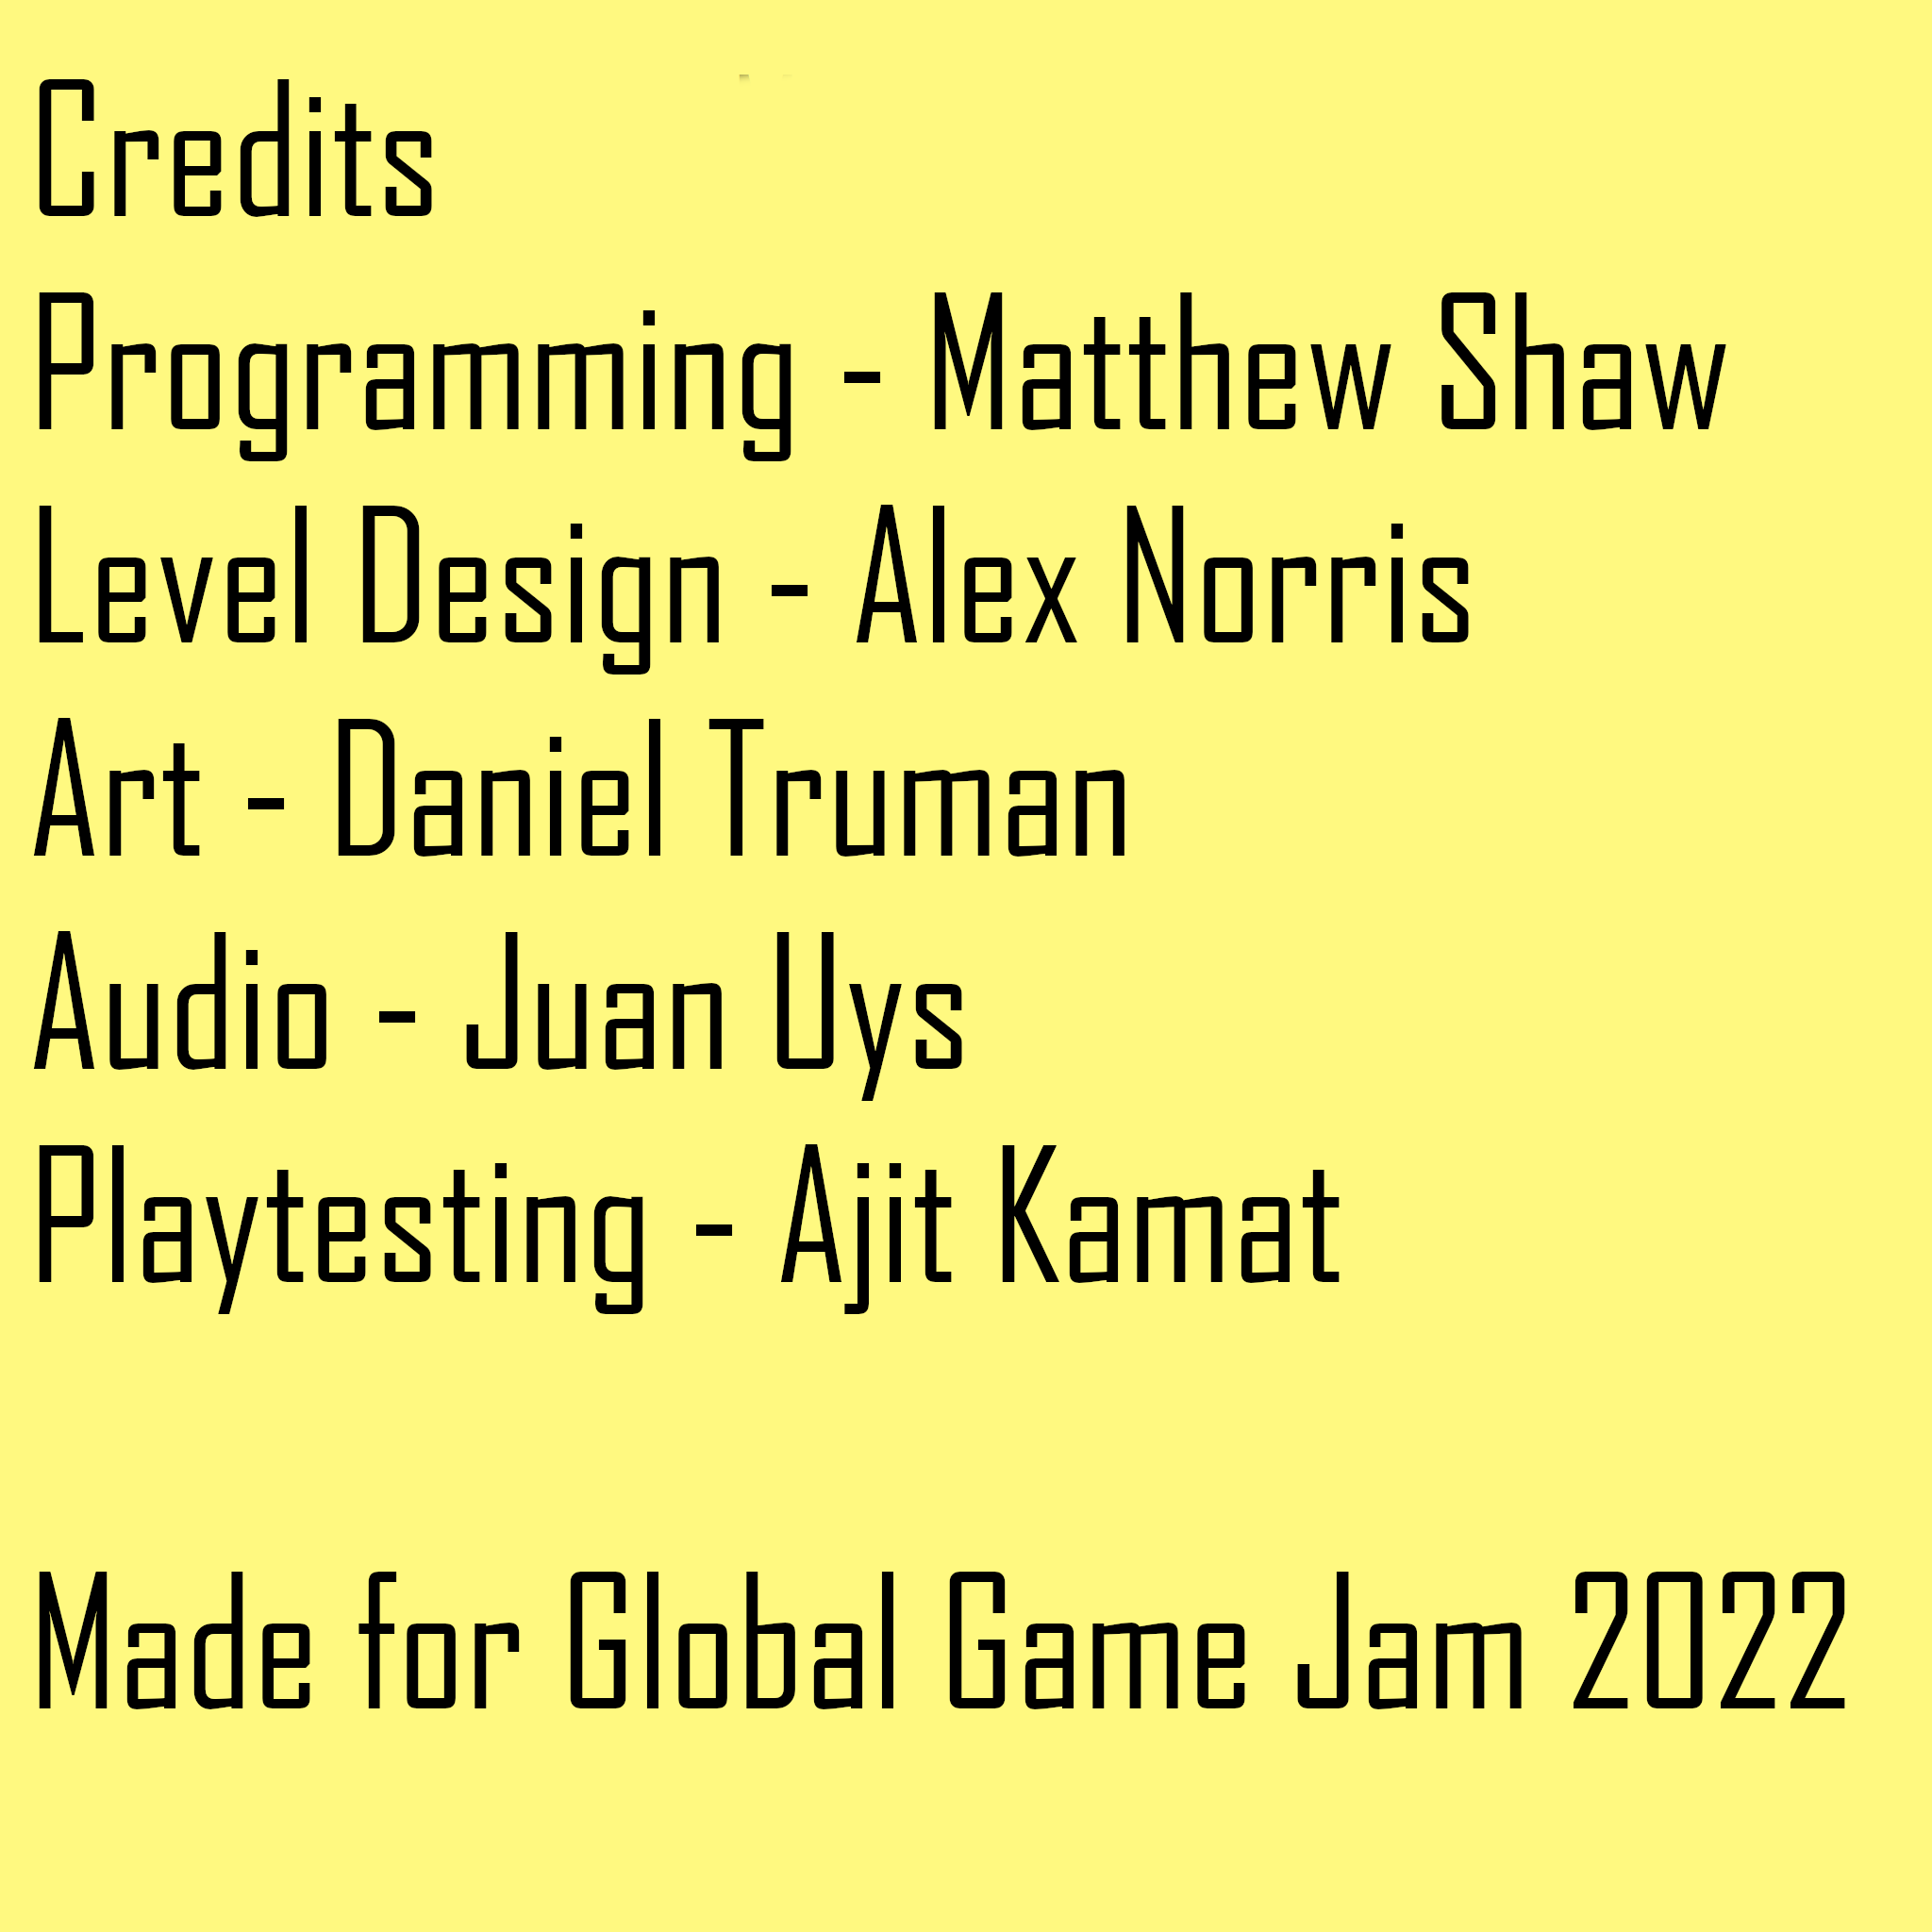 Credits
Programming - Matthew Shaw
Level Design - Alex Norris
Art - Daniel Truman
Audio - Juan Uys
Playtesting - Ajit Kamat
Made for Global Game Jam 2022